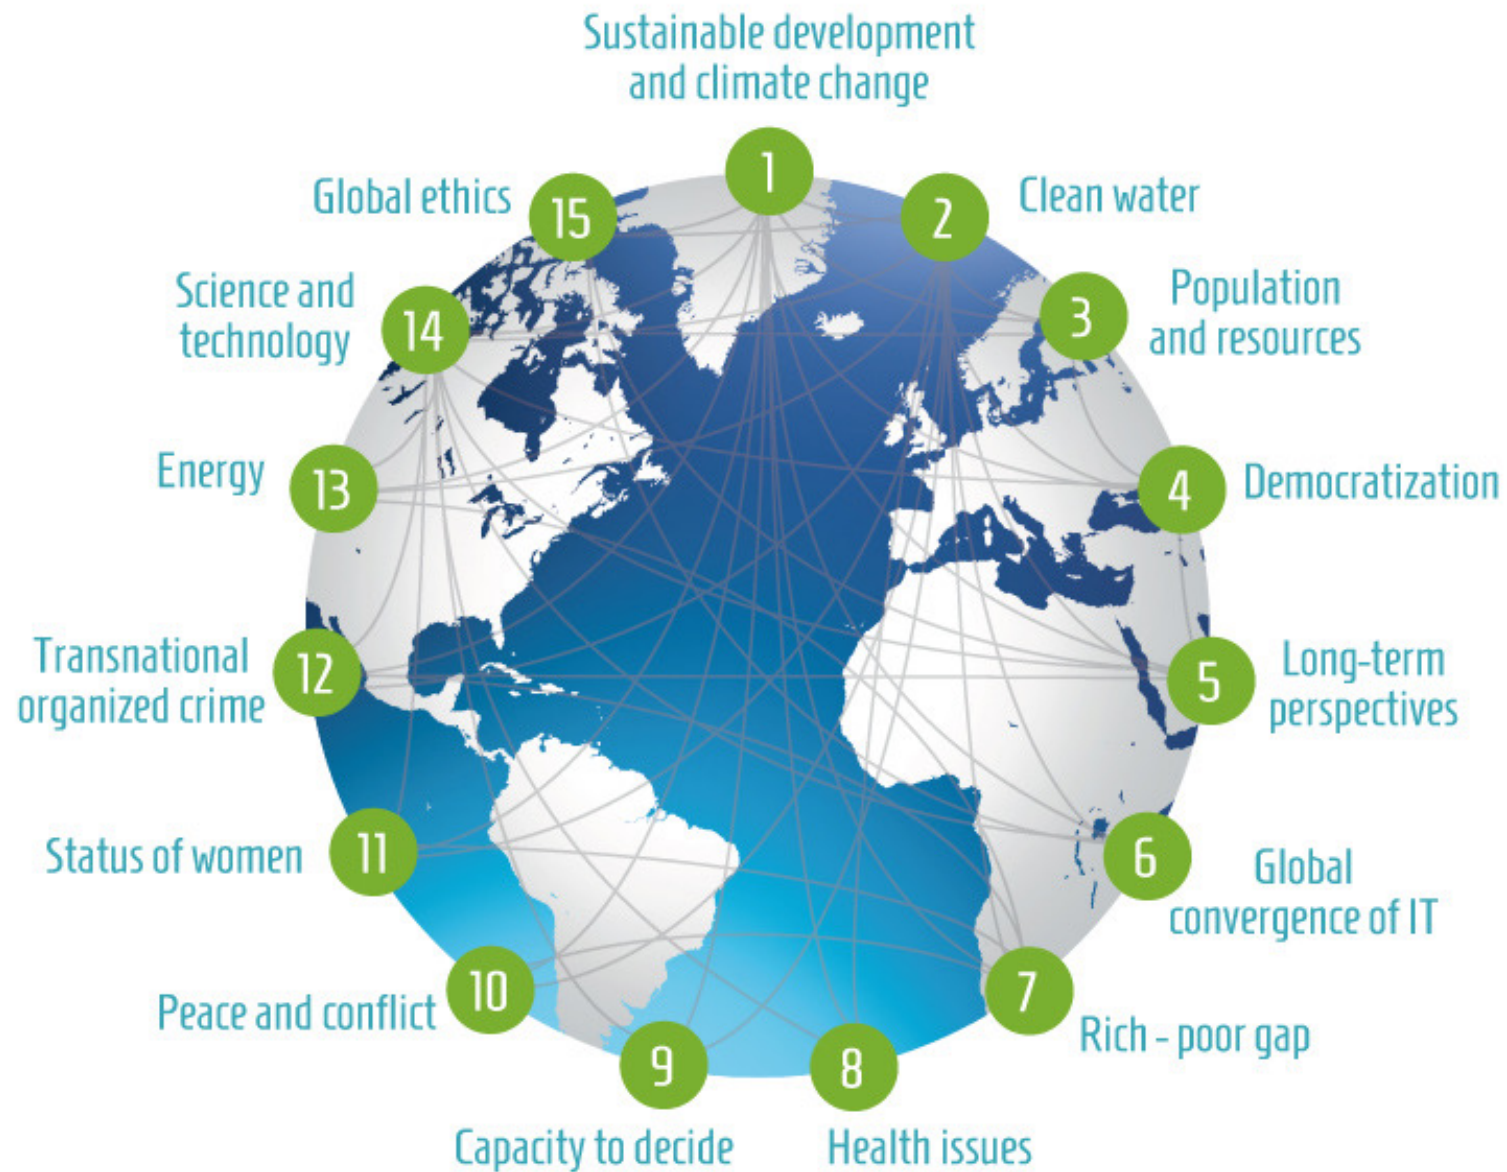 Sustainable development
and climate change
1
Clean water
2
Population
and resources
3
Democratization
4
Long-term
perspectives
5
Global
convergence of IT
6
Rich - poor gap
7
Health issues
8
Capacity to decide
9
Peace and conflict
10
Status of women
11
Transnational
organized crime
12
Energy
13
Science and
technology
14
Global ethics
15